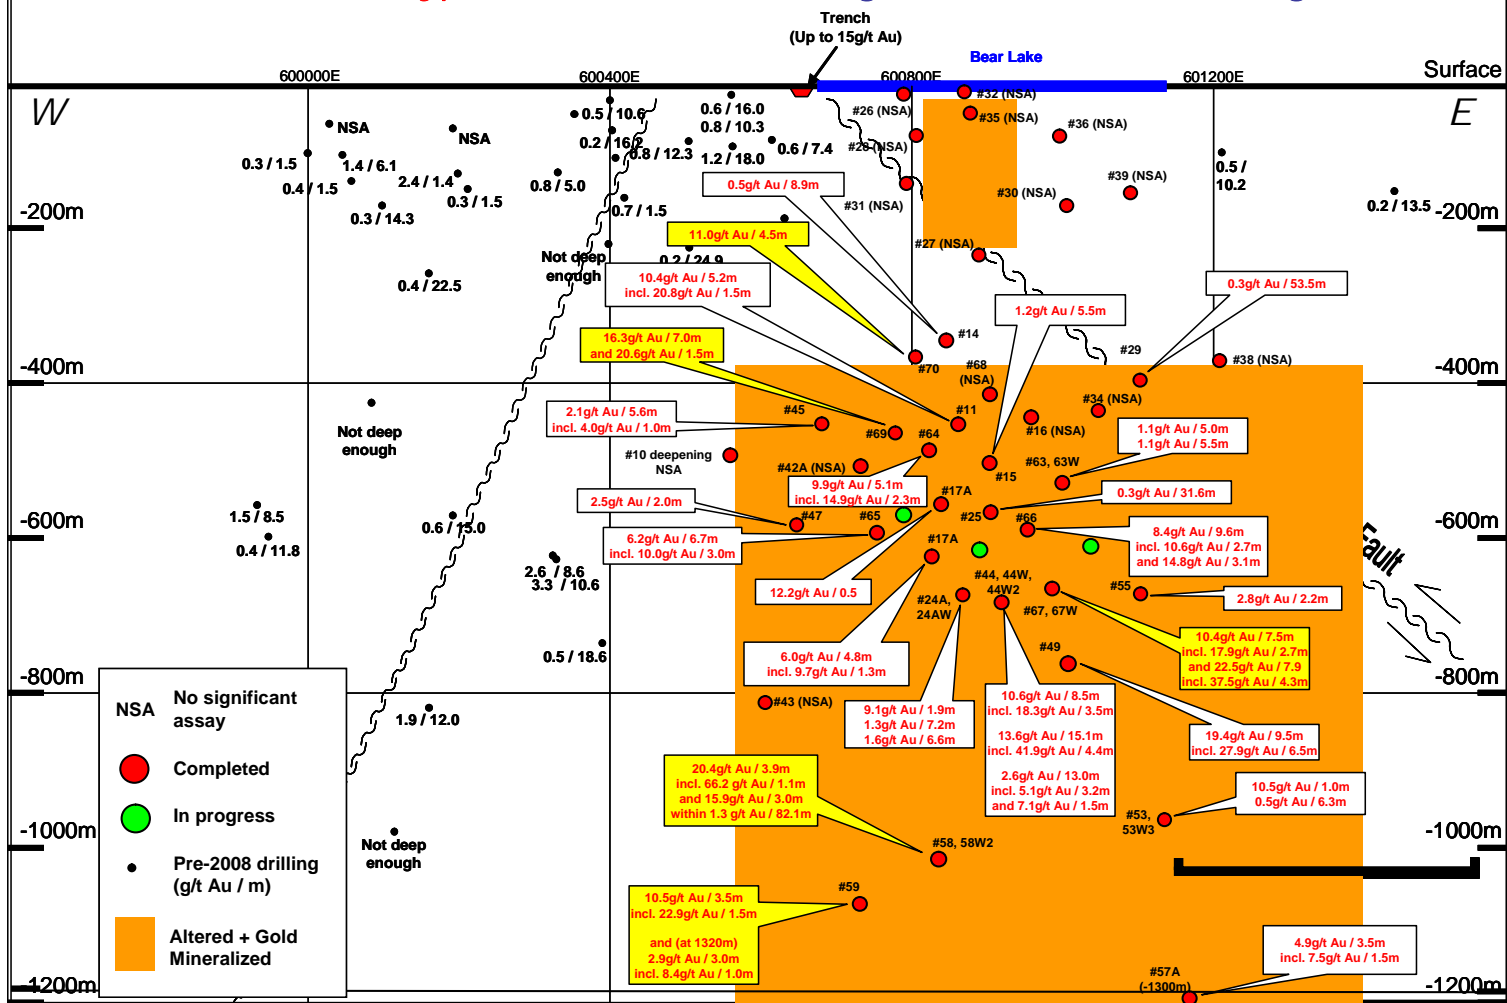 Trench
(Up to 15g/t Au)
Bear Lake
600000E
600400E
600800E
601200E
Surface
W
E
NSA
NSA
0.3 / 1.5
1.4 / 6.1
0.4 / 1.5
2.4 / 1.4
0.3 / 1.5
0.3 / 14.3
0.4 / 22.5
0.5 / 10.6
0.2 / 16.2
0.8 / 5.0
0.7 / 1.5
0.6 / 16.0
0.8 / 10.3
0.8 / 12.3
1.2 / 18.0
0.6 / 7.4
0.2 / 24.9
Not deep
enough
#26 (NSA)
#32 (NSA)
#35 (NSA)
#28 (NSA)
#36 (NSA)
#39 (NSA)
#30 (NSA)
#31 (NSA)
#27 (NSA)
0.5 /
10.2
0.2 / 13.5
-200m
-200m
0.5g/t Au / 8.9m
11.0g/t Au / 4.5m
10.4g/t Au / 5.2m
incl. 20.8g/t Au / 1.5m
16.3g/t Au / 7.0m
and 20.6g/t Au / 1.5m
1.2g/t Au / 5.5m
0.3g/t Au / 53.5m
#14
#70
#68
(NSA)
#29
#38 (NSA)
-400m
-400m
Not deep
enough
2.1g/t Au / 5.6m
incl. 4.0g/t Au / 1.0m
#45
#69
#11
#64
#34 (NSA)
#16 (NSA)
1.1g/t Au / 5.0m
1.1g/t Au / 5.5m
#10 deepening
NSA
#42A (NSA)
#15
#63, 63W
9.9g/t Au / 5.1m
incl. 14.9g/t Au / 2.3m
#17A
0.3g/t Au / 31.6m
2.5g/t Au / 2.0m
#47
#65
#25
#66
-600m
-600m
1.5 / 8.5
0.4 / 11.8
0.6 / 15.0
2.6 / 8.6
3.3 / 10.6
6.2g/t Au / 6.7m
incl. 10.0g/t Au / 3.0m
#17A
8.4g/t Au / 9.6m
incl. 10.6g/t Au / 2.7m
and 14.8g/t Au / 3.1m
Fault
12.2g/t Au / 0.5
#24A,
24AW
#44, 44W,
44W2
#67, 67W
#55
2.8g/t Au / 2.2m
0.5 / 18.6
6.0g/t Au / 4.8m
incl. 9.7g/t Au / 1.3m
#49
10.4g/t Au / 7.5m
incl. 17.9g/t Au / 2.7m
and 22.5g/t Au / 7.9
incl. 37.5g/t Au / 4.3m
-800m
-800m
1.9 / 12.0
#43 (NSA)
9.1g/t Au / 1.9m
1.3g/t Au / 7.2m
1.6g/t Au / 6.6m
10.6g/t Au / 8.5m
incl. 18.3g/t Au / 3.5m
13.6g/t Au / 15.1m
incl. 41.9g/t Au / 4.4m
2.6g/t Au / 13.0m
incl. 5.1g/t Au / 3.2m
and 7.1g/t Au / 1.5m
19.4g/t Au / 9.5m
incl. 27.9g/t Au / 6.5m
20.4g/t Au / 3.9m
incl. 66.2 g/t Au / 1.1m
and 15.9g/t Au / 3.0m
within 1.3 g/t Au / 82.1m
10.5g/t Au / 1.0m
0.5g/t Au / 6.3m
#53,
53W3
-1000m
-1000m
Not deep
enough
#58, 58W2
#59
10.5g/t Au / 3.5m
incl. 22.9g/t Au / 1.5m
and (at 1320m)
2.9g/t Au / 3.0m
incl. 8.4g/t Au / 1.0m
4.9g/t Au / 3.5m
incl. 7.5g/t Au / 1.5m
#57A
(-1300m)
-1200m
-1200m
NSA
No significant
assay
Completed
In progress
Pre-2008 drilling
(g/t Au / m)
Altered + Gold
Mineralized